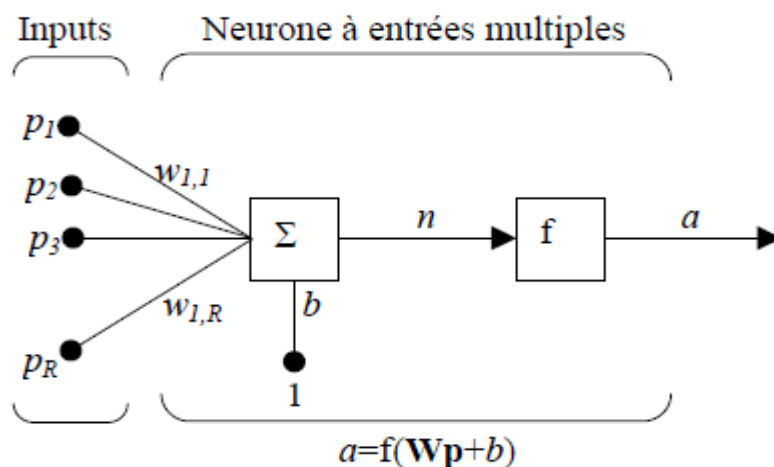 Inputs Neurone à entrées multiples
p1
w1,1
p2
p3
Σ n f a
w1,R b
pR
1
a=f(Wp+b)